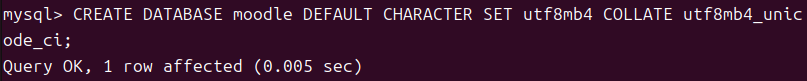 mysql> CREATE DATABASE moodle DEFAULT CHARACTER SET utf8mb4 COLLATE utf8mb4_unic
ode_ci;
Query OK, 1 row affected (0.005 sec)